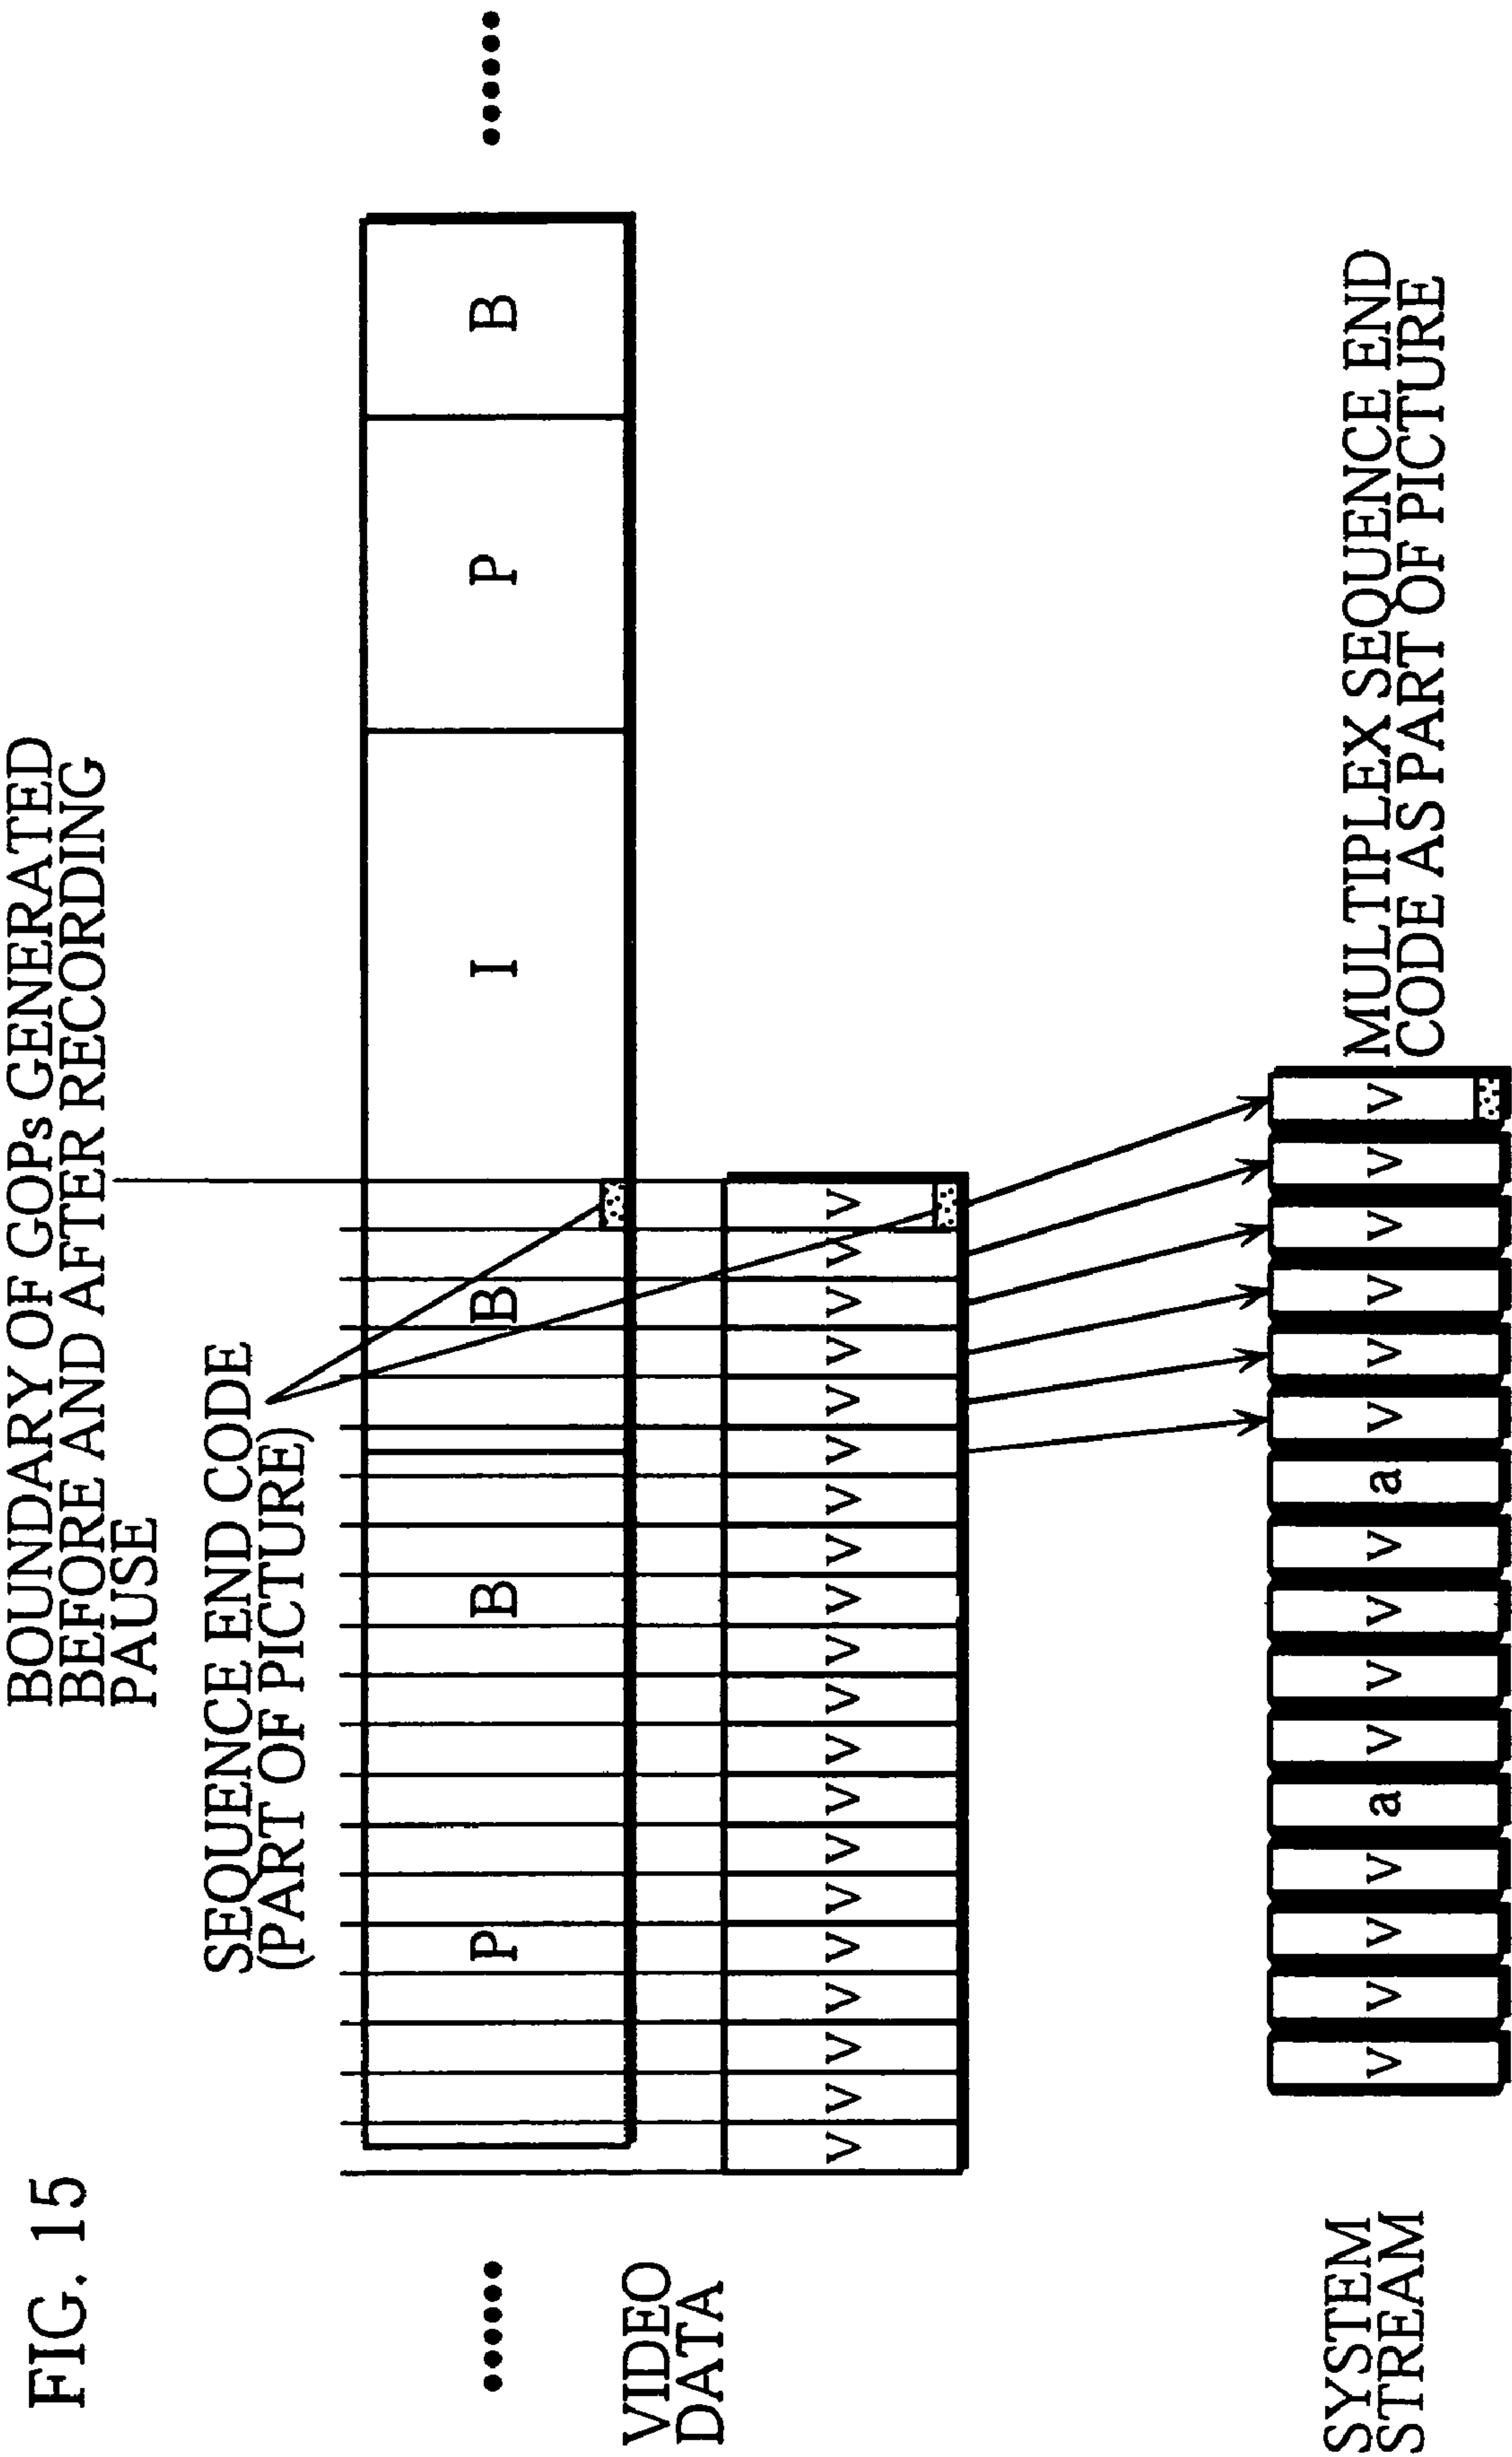 FIG. 15
BOUNDARY OF GOPs GENERATED
BEFORE AND AFTER RECORDING
PAUSE
SEQUENCE END CODE
(PART OF PICTURE)
P B B I P B
VIDEO
DATA
V V V V V V V V V V V V V V V V V V V V
SYSTEM
STREAM
V V V V a V V V V a V V V V V V
MULTIPLEX SEQUENCE END
CODE AS PART OF PICTURE